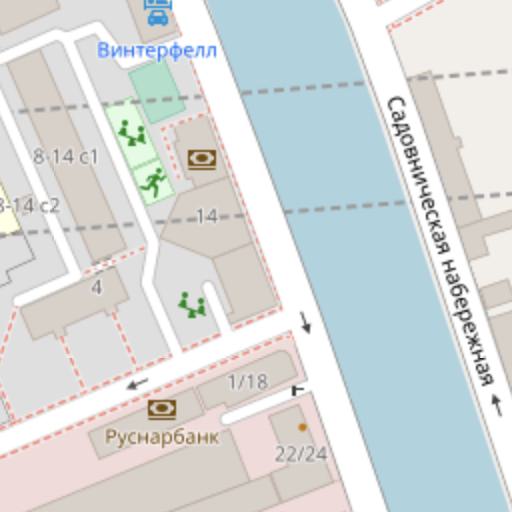 Винтерфелл
8-14 с1
8-14 с2
14
4
Садовническая набережная
1/18
Руснарбанк
22/24